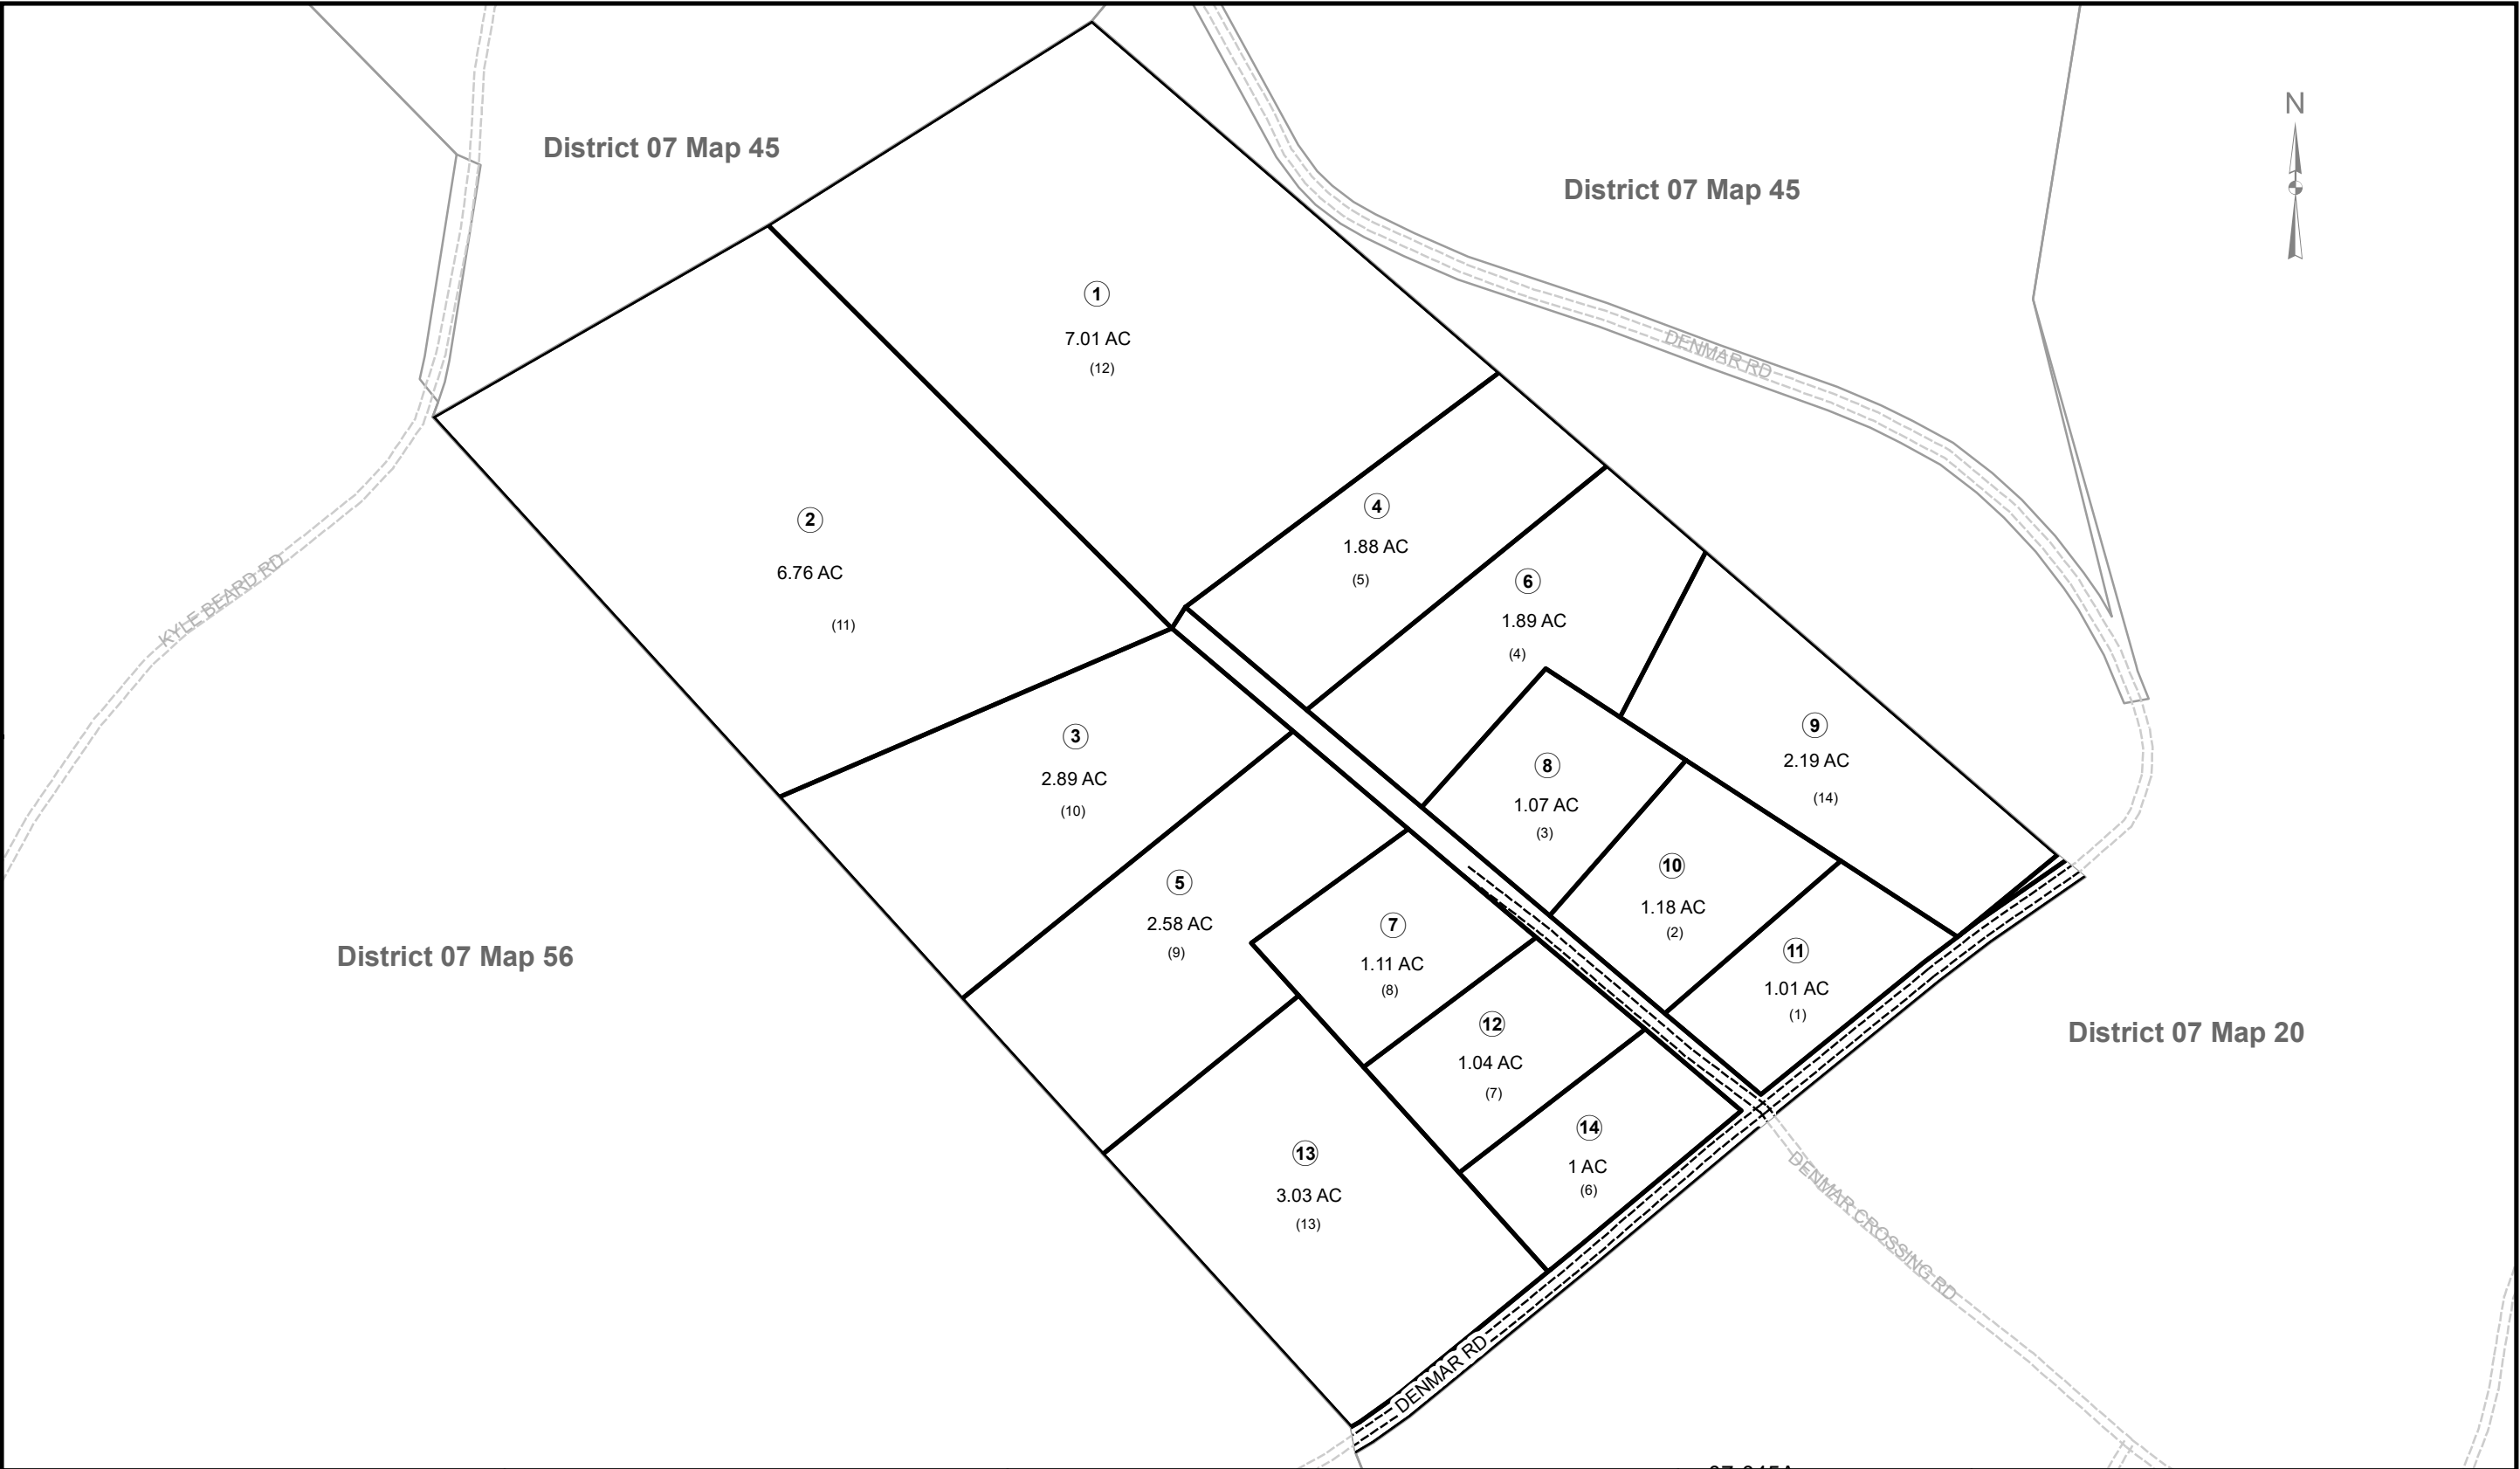 N
District 07 Map 45
District 07 Map 45
1
7.01 AC
(12)
DENMAR RD
2
6.76 AC
(11)
4
1.88 AC
(5)
6
1.89 AC
(4)
KYLE BEARD RD
3
2.89 AC
(10)
8
1.07 AC
(3)
9
2.19 AC
(14)
5
2.58 AC
(9)
10
1.18 AC
(2)
7
1.11 AC
(8)
11
1.01 AC
(1)
District 07 Map 56
District 07 Map 20
12
1.04 AC
(7)
14
1 AC
(6)
13
3.03 AC
(13)
DENMAR CROSSING RD
DENMAR RD